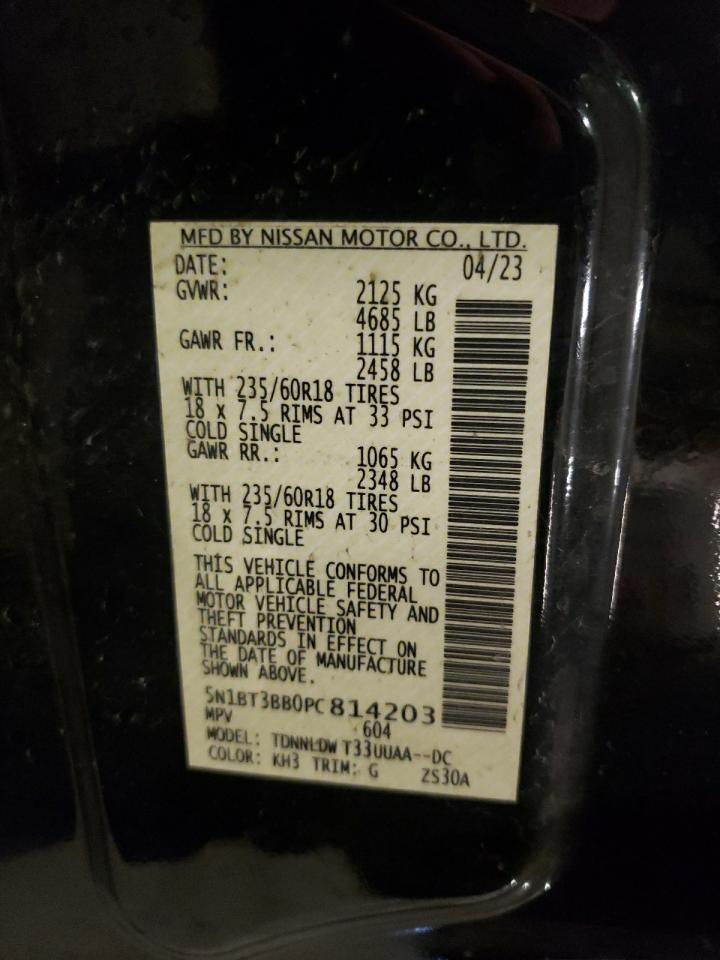 MFD BY NISSAN MOTOR CO., LTD.
DATE: 04/23
GVWR: 2125 KG
4685 LB
GAWR FR.: 1115 KG
2458 LB
WITH 235/60R18 TIRES
18 X 7.5 RIMS AT 33 PSI
COLD SINGLE
GAWR RR.: 1065 KG
2348 LB
WITH 235/60R18 TIRES
18 X 7.5 RIMS AT 30 PSI
COLD SINGLE
THIS VEHICLE CONFORMS TO
ALL APPLICABLE FEDERAL
MOTOR VEHICLE SAFETY AND
THEFT PREVENTION
STANDARDS IN EFFECT ON
THE DATE OF MANUFACTURE
SHOWN ABOVE.
5N1BT3BB0PC814203
MPV 604
MODEL: TDNNLDW T33UUAA--DC
COLOR: KH3 TRIM: G ZS30A